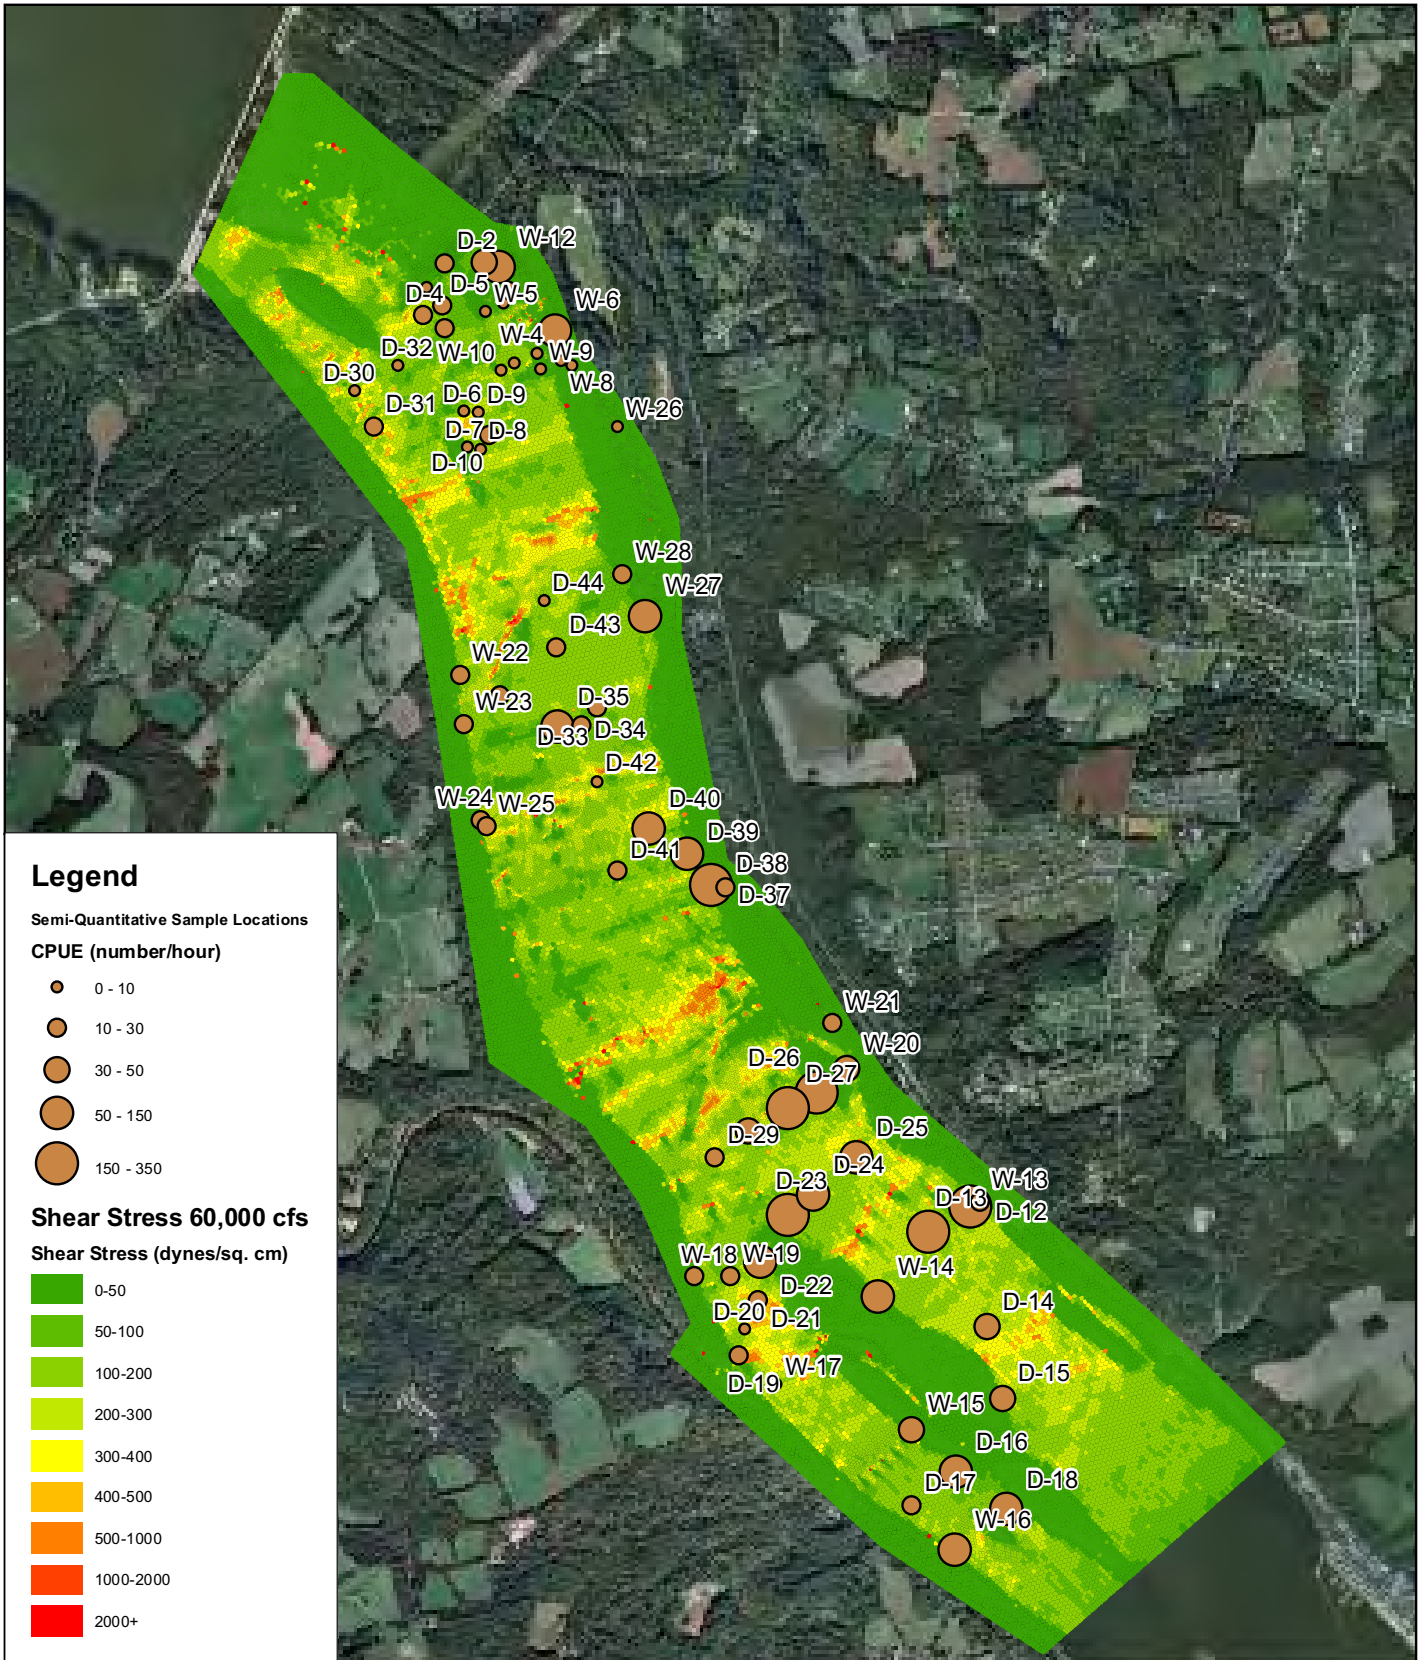 D-2
W-12
D-5
D-4
W-5
W-6
W-4
D-32
W-10
W-9
D-30
W-8
D-6
D-9
D-31
W-26
D-7
D-8
D-10
W-28
D-44
W-27
D-43
W-22
W-23
D-35
D-33
D-34
D-42
W-24
W-25
D-40
D-39
D-41
D-38
D-37
W-21
W-20
D-26
D-27
D-25
D-29
D-24
D-23
W-13
D-13
D-12
W-18
W-19
W-14
D-22
D-20
D-21
D-14
W-17
D-19
D-15
W-15
D-16
D-17
D-18
W-16
Legend
Semi-Quantitative Sample Locations
CPUE (number/hour)
0 - 10
10 - 30
30 - 50
50 - 150
150 - 350
Shear Stress 60,000 cfs
Shear Stress (dynes/sq. cm)
0-50
50-100
100-200
200-300
300-400
400-500
500-1000
1000-2000
2000+